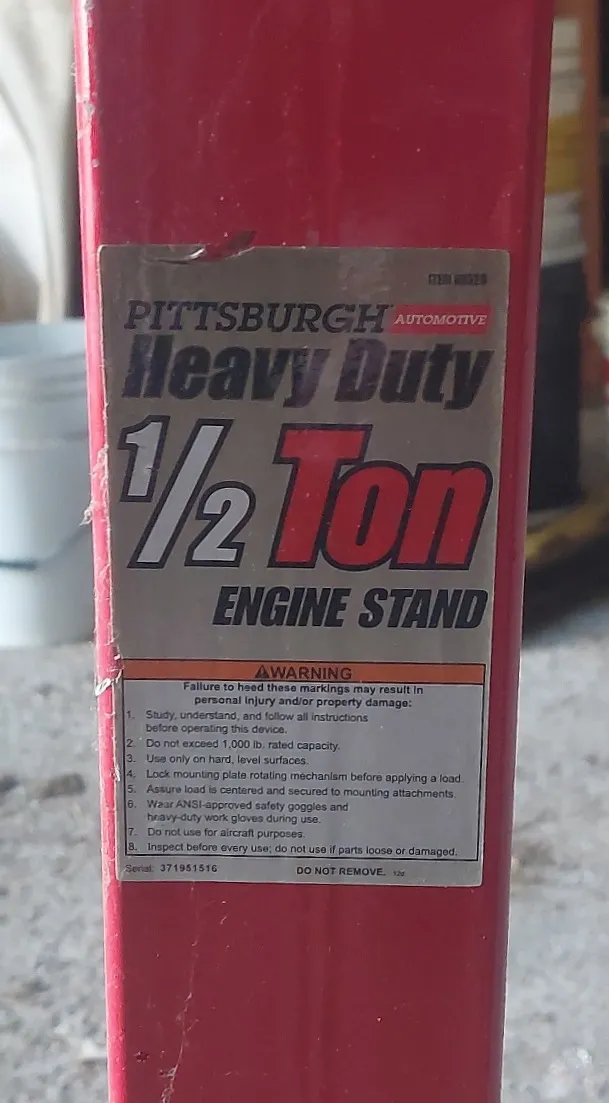 ITEM
PITTSBURGH AUTOMOTIVE
Heavy Duty
1/2 Ton
ENGINE STAND
⚠WARNING
Failure to heed these markings may result in
personal injury and/or property damage:
1. Study, understand, and follow all instructions
before operating this device.
2. Do not exceed 1,000 lb. rated capacity.
3. Use only on hard, level surfaces.
4. Lock mounting plate rotating mechanism before applying a load.
5. Assure load is centered and secured to mounting attachments.
6. Wear ANSI-approved safety goggles and
heavy-duty work gloves during use.
7. Do not use for aircraft purposes.
8. Inspect before every use; do not use if parts loose or damaged.
Serial: 371951516 DO NOT REMOVE.